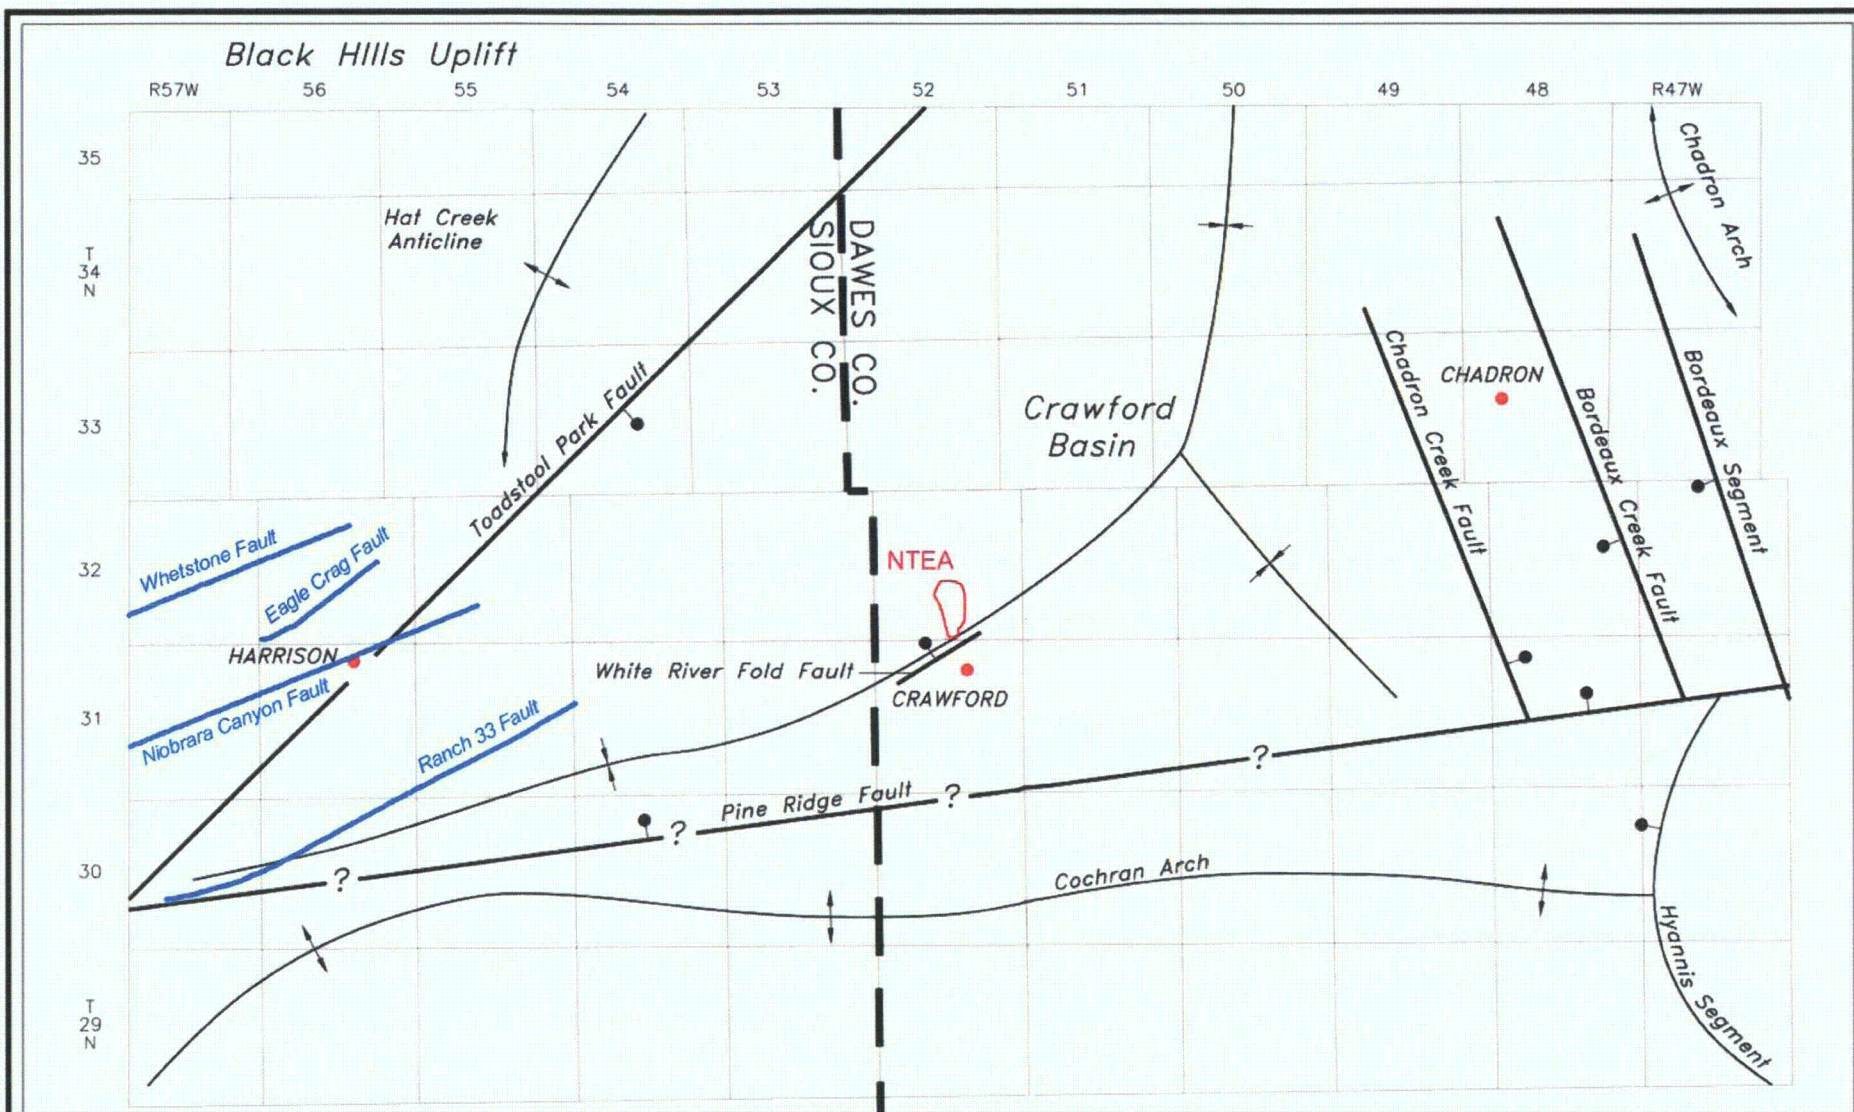 Black HIlls Uplift
R57W 56 55 54 53 52 51 50 49 48 R47W
35
T
34
N
33
32
31
30
T
29
N
Hat Creek
Anticline
DAWES CO.
SIOUX CO.
Chadron Arch
Toadstool Park Fault
Crawford
Basin
Chadron Creek Fault
CHADRON
Bordeaux Creek Fault
Bordeaux Segment
Whetstone Fault
Eagle Crag Fault
NTEA
HARRISON
White River Fold Fault
CRAWFORD
Niobrara Canyon Fault
Ranch 33 Fault
Pine Ridge Fault
?
?
?
?
Cochran Arch
Hyannis Segment